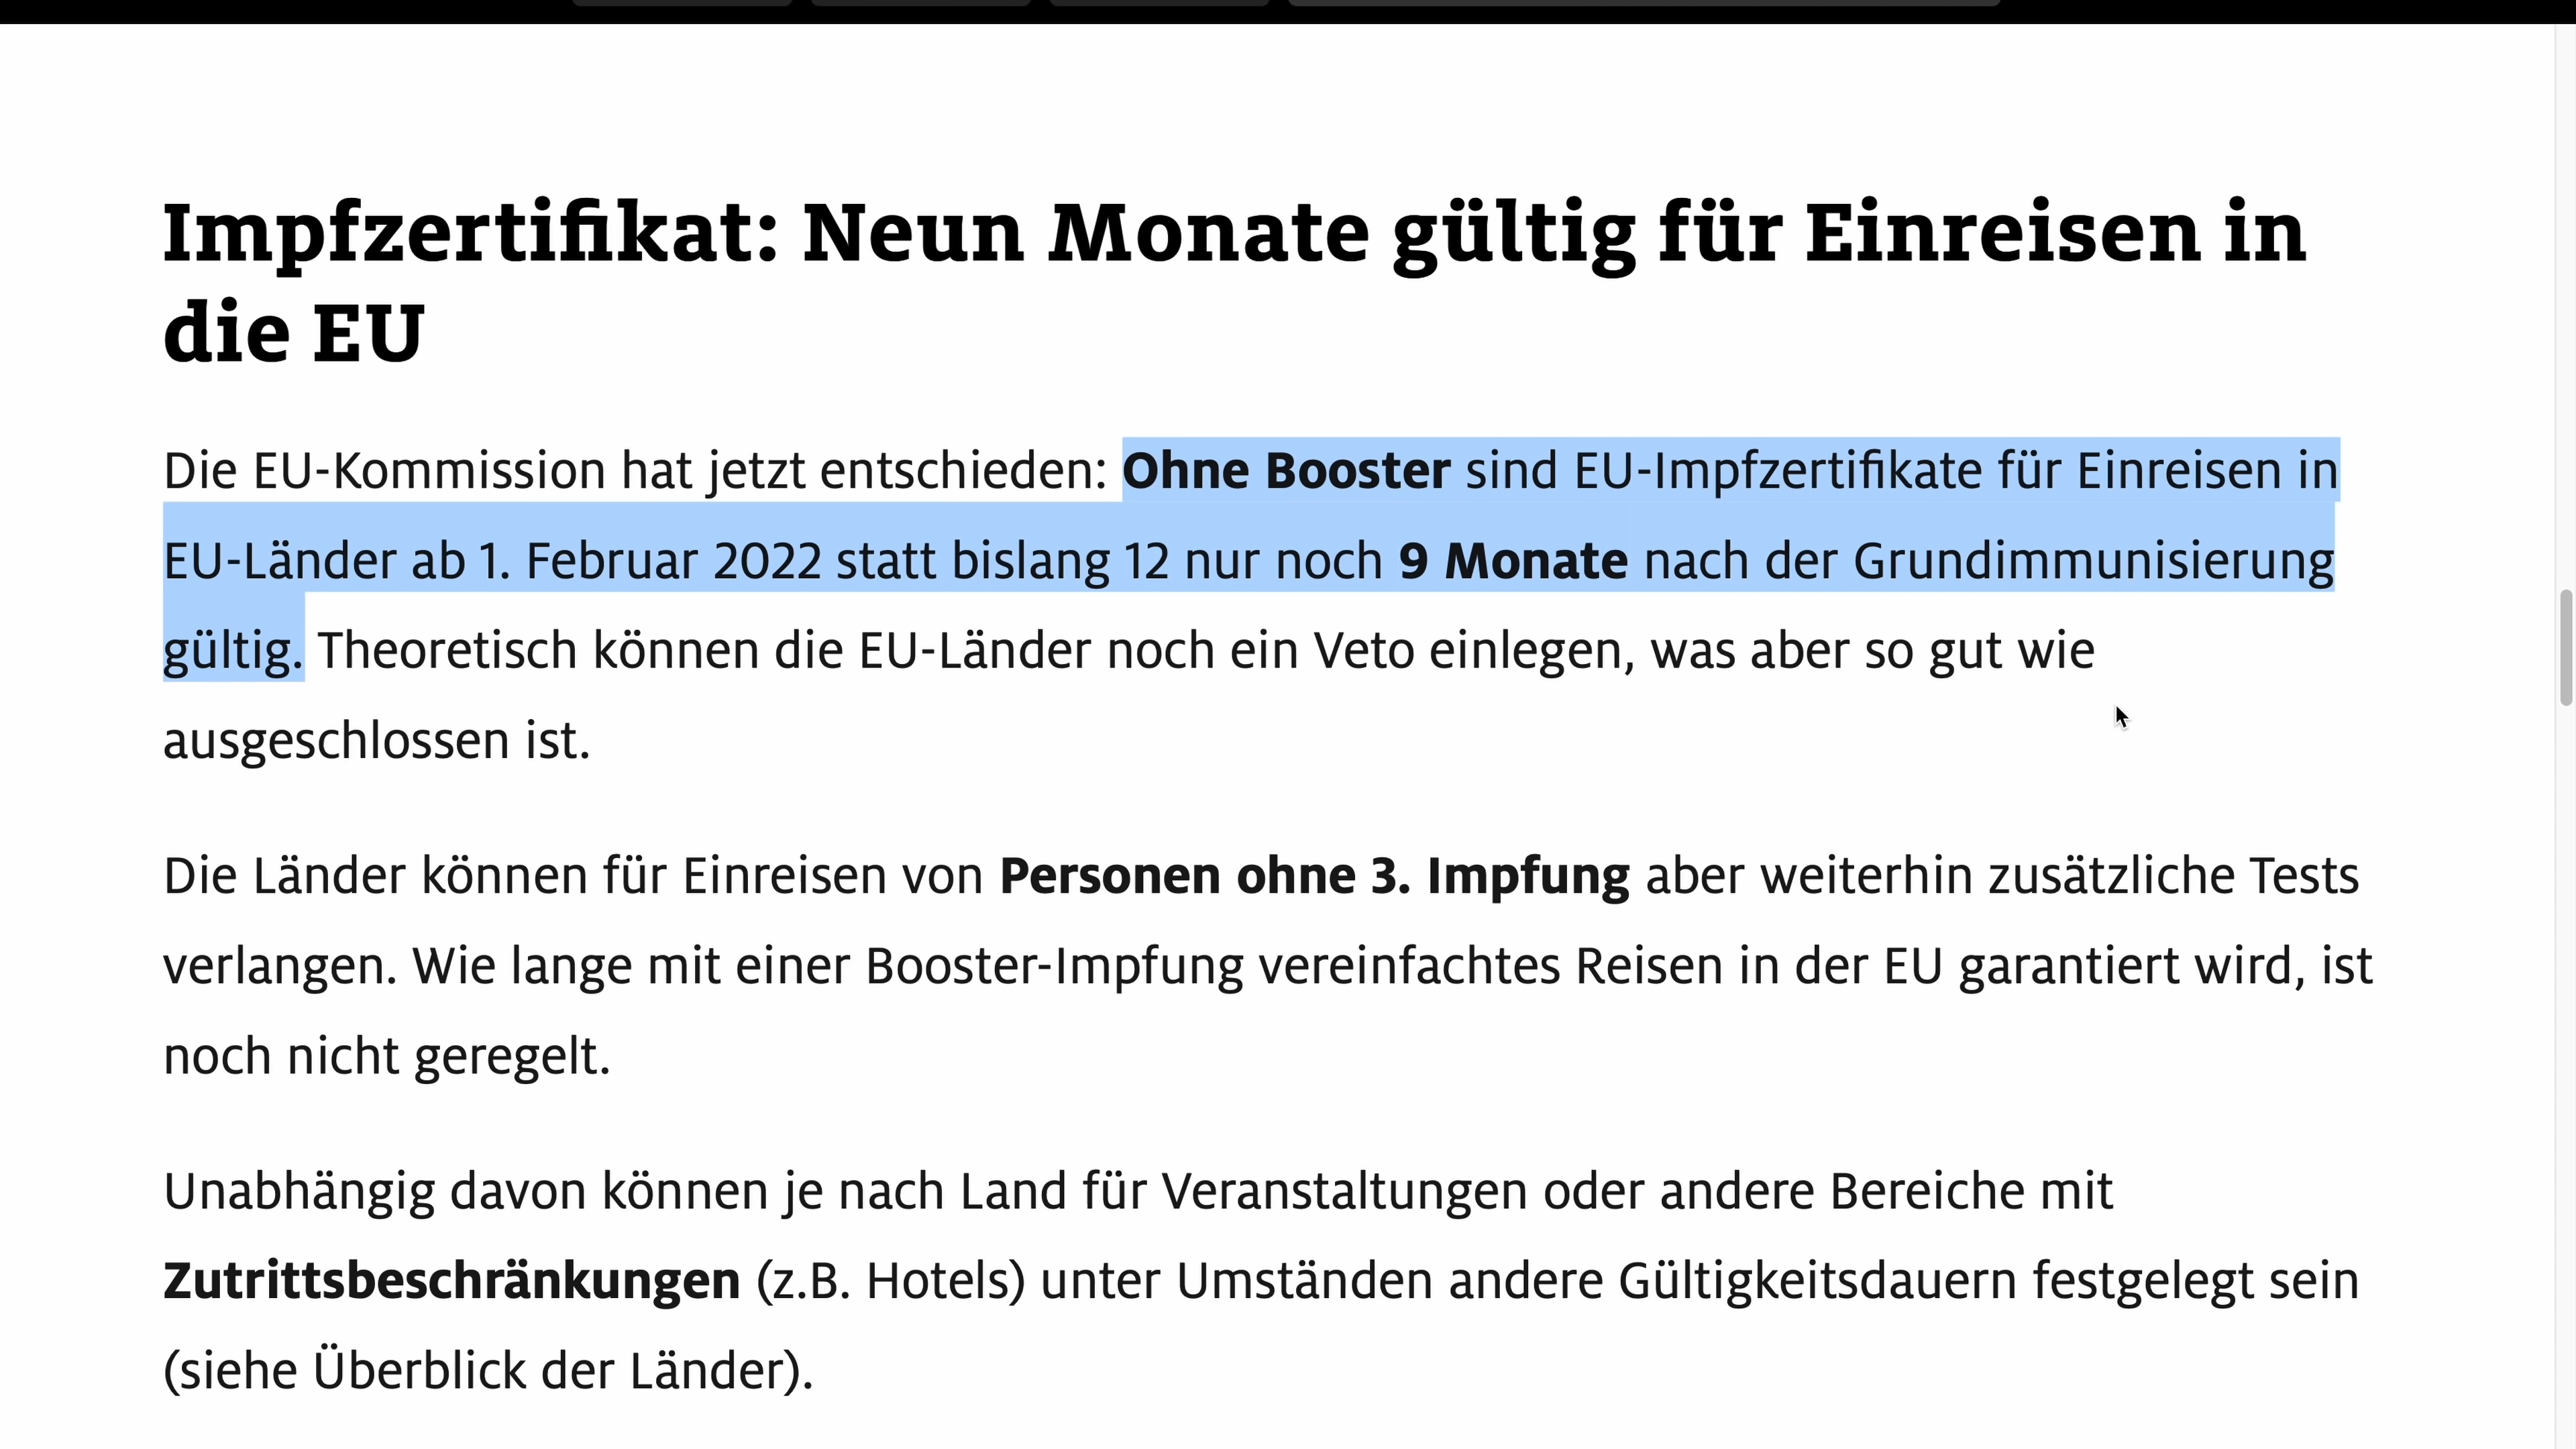 Impfzertifikat: Neun Monate gültig für Einreisen in
die EU
Die EU-Kommission hat jetzt entschieden: Ohne Booster sind EU-Impfzertifikate für Einreisen in
EU-Länder ab 1. Februar 2022 statt bislang 12 nur noch 9 Monate nach der Grundimmunisierung
gültig. Theoretisch können die EU-Länder noch ein Veto einlegen, was aber so gut wie
ausgeschlossen ist.
Die Länder können für Einreisen von Personen ohne 3. Impfung aber weiterhin zusätzliche Tests
verlangen. Wie lange mit einer Booster-Impfung vereinfachtes Reisen in der EU garantiert wird, ist
noch nicht geregelt.
Unabhängig davon können je nach Land für Veranstaltungen oder andere Bereiche mit
Zutrittsbeschränkungen (z.B. Hotels) unter Umständen andere Gültigkeitsdauern festgelegt sein
(siehe Überblick der Länder).